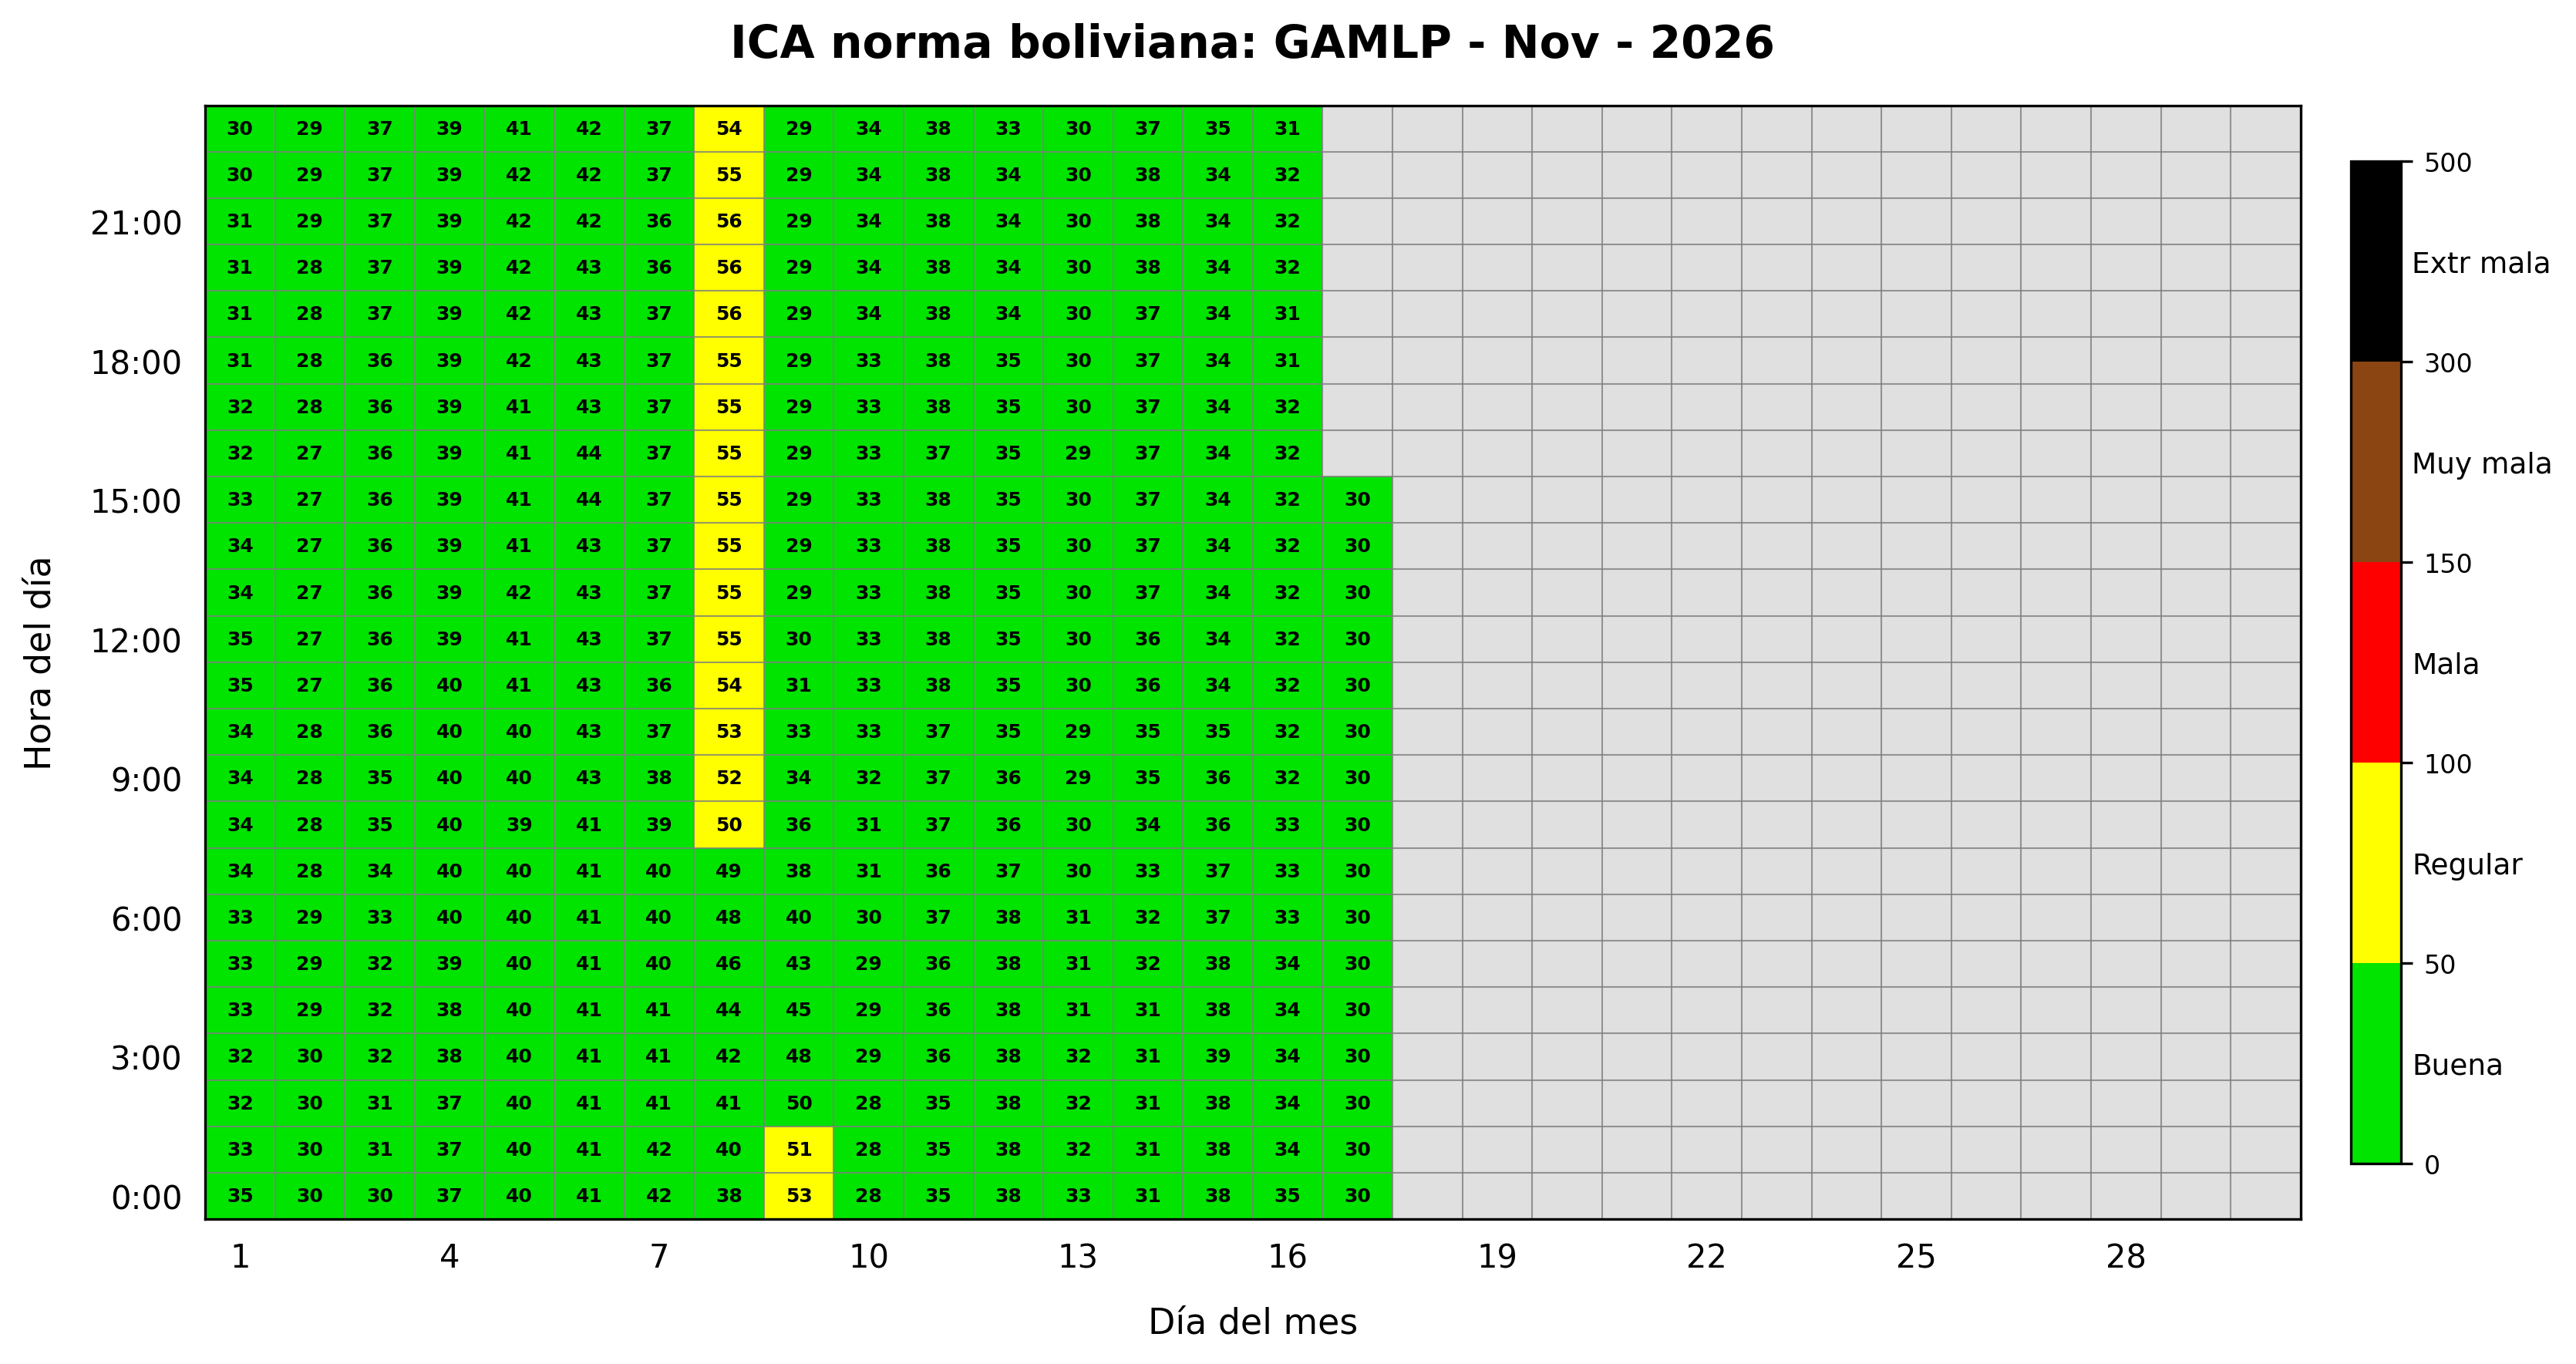 ICA norma boliviana: GAMLP - Nov - 2026
30 29 37 39 41 42 37 54 29 34 38 33 30 37 35 31
30 29 37 39 42 42 37 55 29 34 38 34 30 38 34 32
21:00 31 29 37 39 42 42 36 56 29 34 38 34 30 38 34 32
31 28 37 39 42 43 36 56 29 34 38 34 30 38 34 32
31 28 37 39 42 43 37 56 29 34 38 34 30 37 34 31
18:00 31 28 36 39 42 43 37 55 29 33 38 35 30 37 34 31
32 28 36 39 41 43 37 55 29 33 38 35 30 37 34 32
32 27 36 39 41 44 37 55 29 33 37 35 29 37 34 32
15:00 33 27 36 39 41 44 37 55 29 33 38 35 30 37 34 32 30
34 27 36 39 41 43 37 55 29 33 38 35 30 37 34 32 30
34 27 36 39 42 43 37 55 29 33 38 35 30 37 34 32 30
12:00 35 27 36 39 41 43 37 55 30 33 38 35 30 36 34 32 30
35 27 36 40 41 43 36 54 31 33 38 35 30 36 34 32 30
34 28 36 40 40 43 37 53 33 33 37 35 29 35 35 32 30
9:00 34 28 35 40 40 43 38 52 34 32 37 36 29 35 36 32 30
34 28 35 40 39 41 39 50 36 31 37 36 30 34 36 33 30
34 28 34 40 40 41 40 49 38 31 36 37 30 33 37 33 30
6:00 33 29 33 40 40 41 40 48 40 30 37 38 31 32 37 33 30
33 29 32 39 40 41 40 46 43 29 36 38 31 32 38 34 30
33 29 32 38 40 41 41 44 45 29 36 38 31 31 38 34 30
3:00 32 30 32 38 40 41 41 42 48 29 36 38 32 31 39 34 30
32 30 31 37 40 41 41 41 50 28 35 38 32 31 38 34 30
33 30 31 37 40 41 42 40 51 28 35 38 32 31 38 34 30
0:00 35 30 30 37 40 41 42 38 53 28 35 38 33 31 38 35 30
1 4 7 10 13 16 19 22 25 28
Día del mes
Hora del día
500
Extr mala
300
Muy mala
150
Mala
100
Regular
50
Buena
0